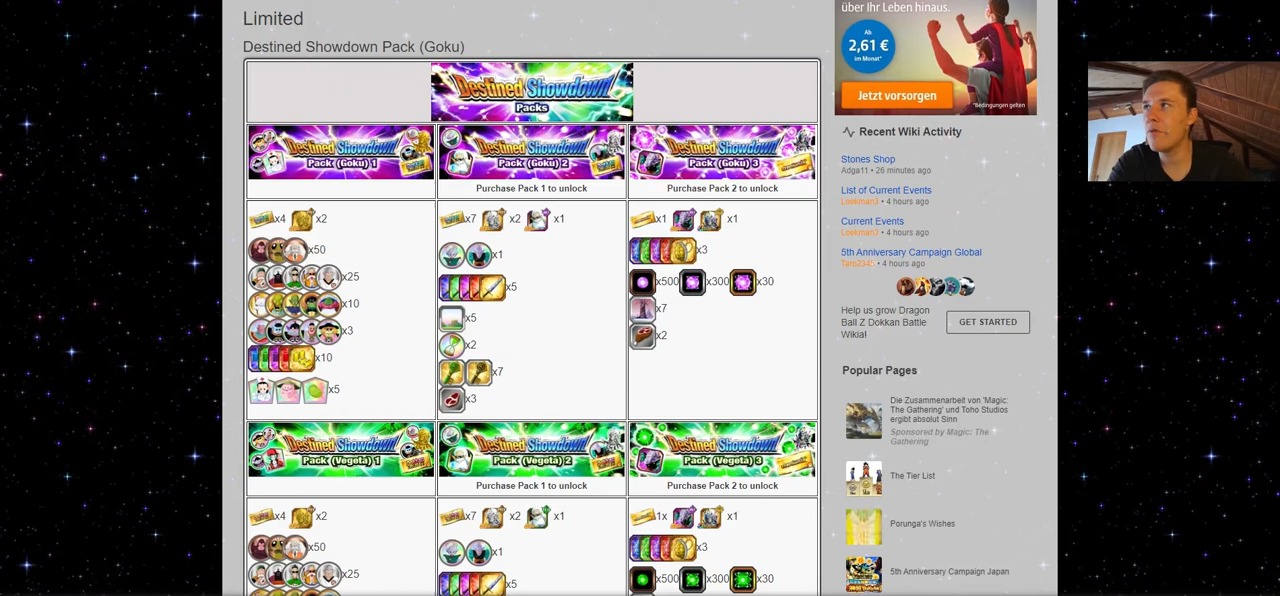 Limited
Destined Showdown Pack (Goku)
Destined Showdown
Packs
Destined Showdown
Pack (Goku) 1
Destined Showdown
Pack (Goku) 2
Destined Showdown
Pack (Goku) 3
Purchase Pack 1 to unlock
Purchase Pack 2 to unlock
x4 x2
x50
x25
x10
x3
x10
x5
x7 x2 x1
x1
x5
x5
x2
x7
x3
x1 x1
x3
x500 x300 x30
x7
x2
Destined Showdown
Pack (Vegeta) 1
Destined Showdown
Pack (Vegeta) 2
Destined Showdown
Pack (Vegeta) 3
Purchase Pack 1 to unlock
Purchase Pack 2 to unlock
x4 x2
x50
x25
x7 x2 x1
x1
x5
1x x1
x3
x500 x300 x30
über Ihr Leben hinaus.
Ab
2,61 €
im Monat*
Jetzt vorsorgen
*Bedingungen gelten
Recent Wiki Activity
Stones Shop
Adga11 • 26 minutes ago
List of Current Events
Lookman3 • 4 hours ago
Current Events
Lookman3 • 4 hours ago
5th Anniversary Campaign Global
Taro2345 • 4 hours ago
Help us grow Dragon
Ball Z Dokkan Battle
Wikia!
GET STARTED
Popular Pages
Die Zusammenarbeit von 'Magic:
The Gathering' und Toho Studios
ergibt absolut Sinn
Sponsored by Magic: The
Gathering
The Tier List
Porunga's Wishes
5th Anniversary Campaign Japan